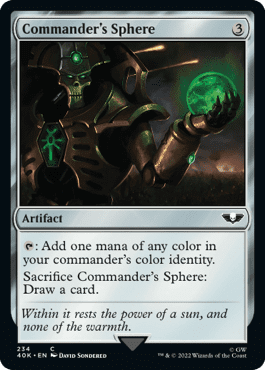 Commander's Sphere 3
Artifact
: Add one mana of any color in
your commander's color identity.
Sacrifice Commander's Sphere:
Draw a card.
Within it rests the power of a sun, and
none of the warmth.
234 C © GW
40K • EN DAVID SONDERED ™ & © 2022 Wizards of the Coast